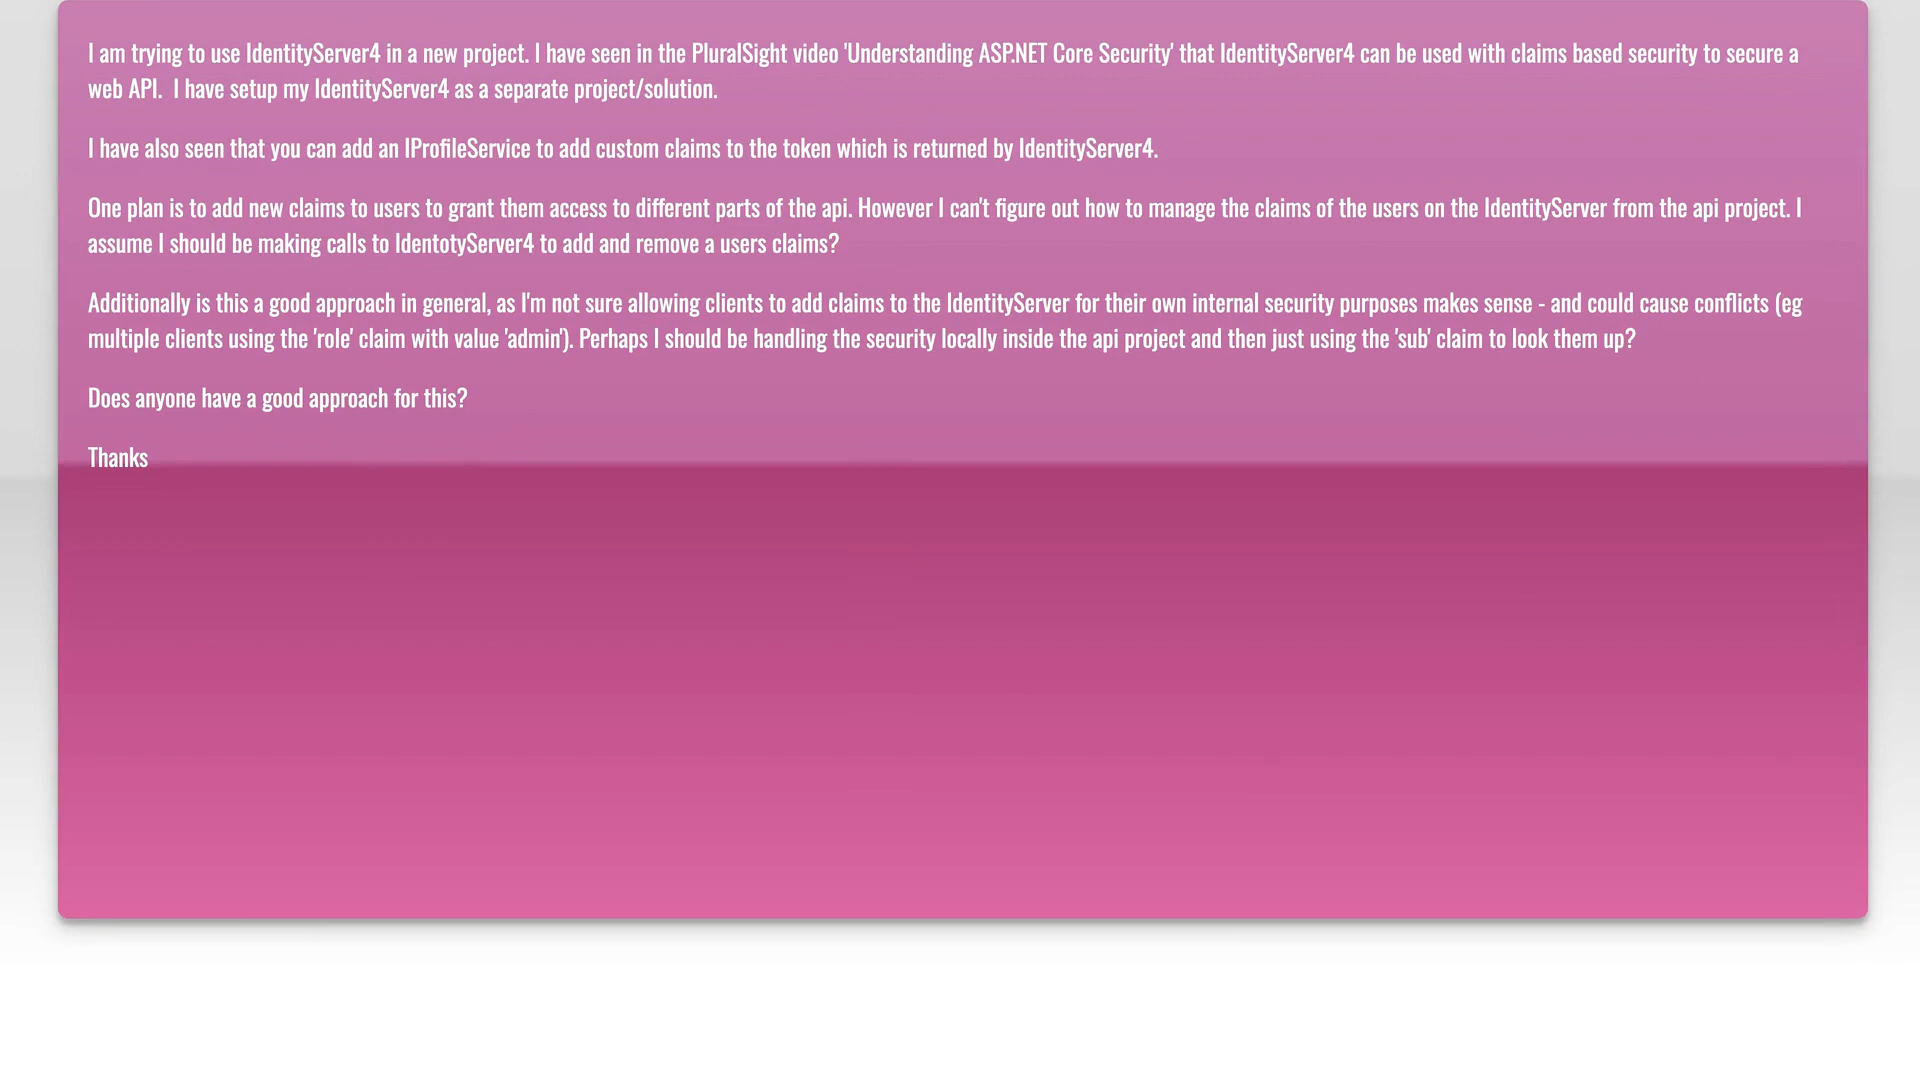 I am trying to use IdentityServer4 in a new project. I have seen in the PluralSight video 'Understanding ASP.NET Core Security' that IdentityServer4 can be used with claims based security to secure a
web API.  I have setup my IdentityServer4 as a separate project/solution.
I have also seen that you can add an IProfileService to add custom claims to the token which is returned by IdentityServer4.
One plan is to add new claims to users to grant them access to different parts of the api. However I can't figure out how to manage the claims of the users on the IdentityServer from the api project. I
assume I should be making calls to IdentotyServer4 to add and remove a users claims?
Additionally is this a good approach in general, as I'm not sure allowing clients to add claims to the IdentityServer for their own internal security purposes makes sense - and could cause conflicts (eg
multiple clients using the 'role' claim with value 'admin'). Perhaps I should be handling the security locally inside the api project and then just using the 'sub' claim to look them up?
Does anyone have a good approach for this?
Thanks